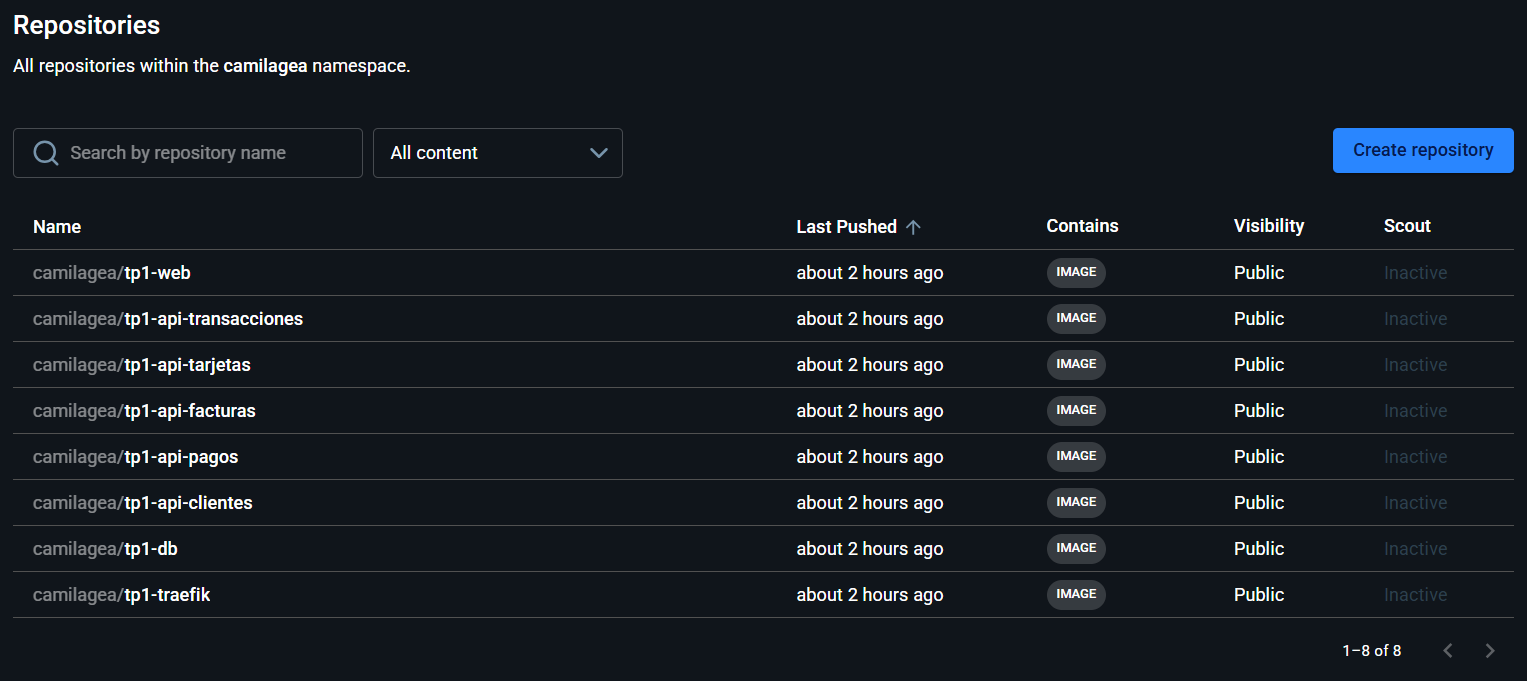 Repositories
All repositories within the camilagea namespace.
Search by repository name All content Create repository
Name Last Pushed Contains Visibility Scout
camilagea/tp1-web about 2 hours ago IMAGE Public Inactive
camilagea/tp1-api-transacciones about 2 hours ago IMAGE Public Inactive
camilagea/tp1-api-tarjetas about 2 hours ago IMAGE Public Inactive
camilagea/tp1-api-facturas about 2 hours ago IMAGE Public Inactive
camilagea/tp1-api-pagos about 2 hours ago IMAGE Public Inactive
camilagea/tp1-api-clientes about 2 hours ago IMAGE Public Inactive
camilagea/tp1-db about 2 hours ago IMAGE Public Inactive
camilagea/tp1-traefik about 2 hours ago IMAGE Public Inactive
1–8 of 8